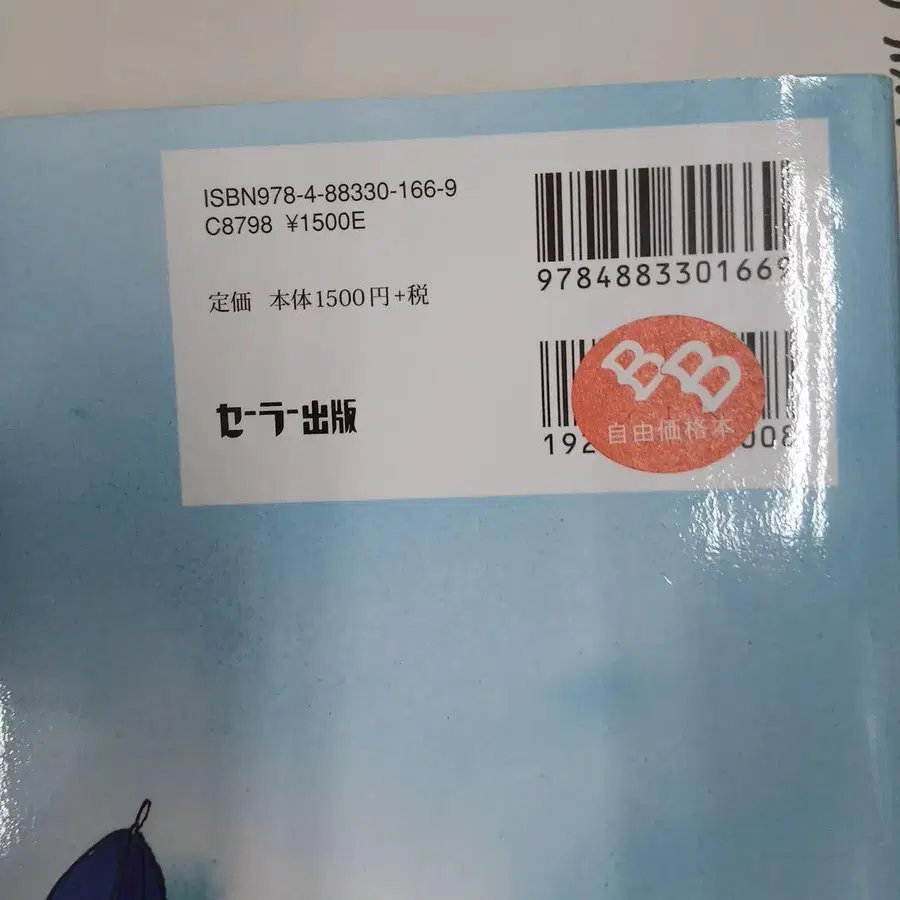 ISBN978-4-88330-166-9
C8798 ¥1500E
定価 本体1500円+税
セーラー出版
9784883301669
BB
自由価格本